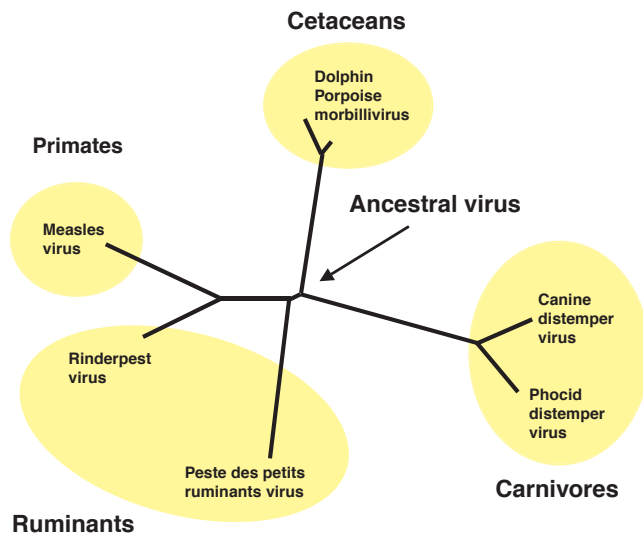 Cetaceans
Dolphin
Porpoise
morbillivirus
Primates
Measles
virus
Ancestral virus
Canine
distemper
virus
Rinderpest
virus
Phocid
distemper
virus
Peste des petits
ruminants virus
Carnivores
Ruminants